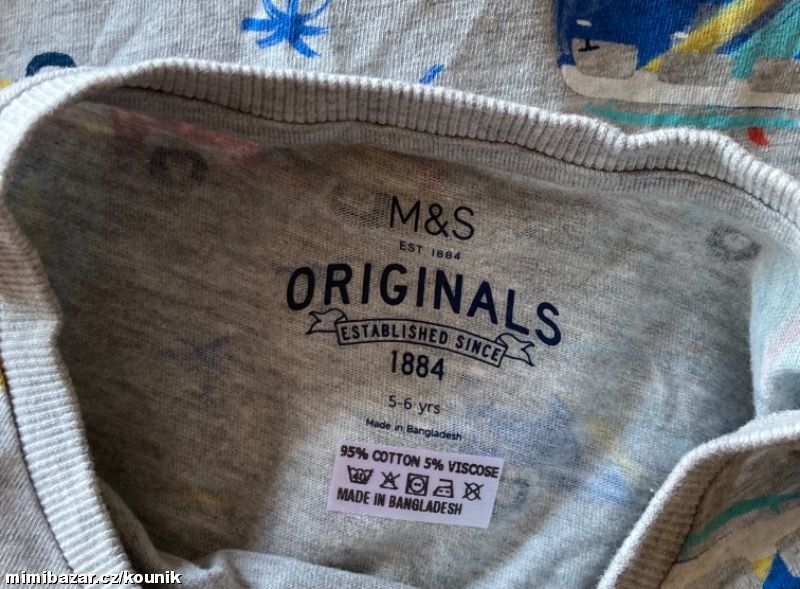 M&S
EST 1884
ORIGINALS
ESTABLISHED SINCE
1884
5-6 yrs
Made in Bangladesh
95% COTTON 5% VISCOSE
40
MADE IN BANGLADESH
mimibazar.cz/kounik